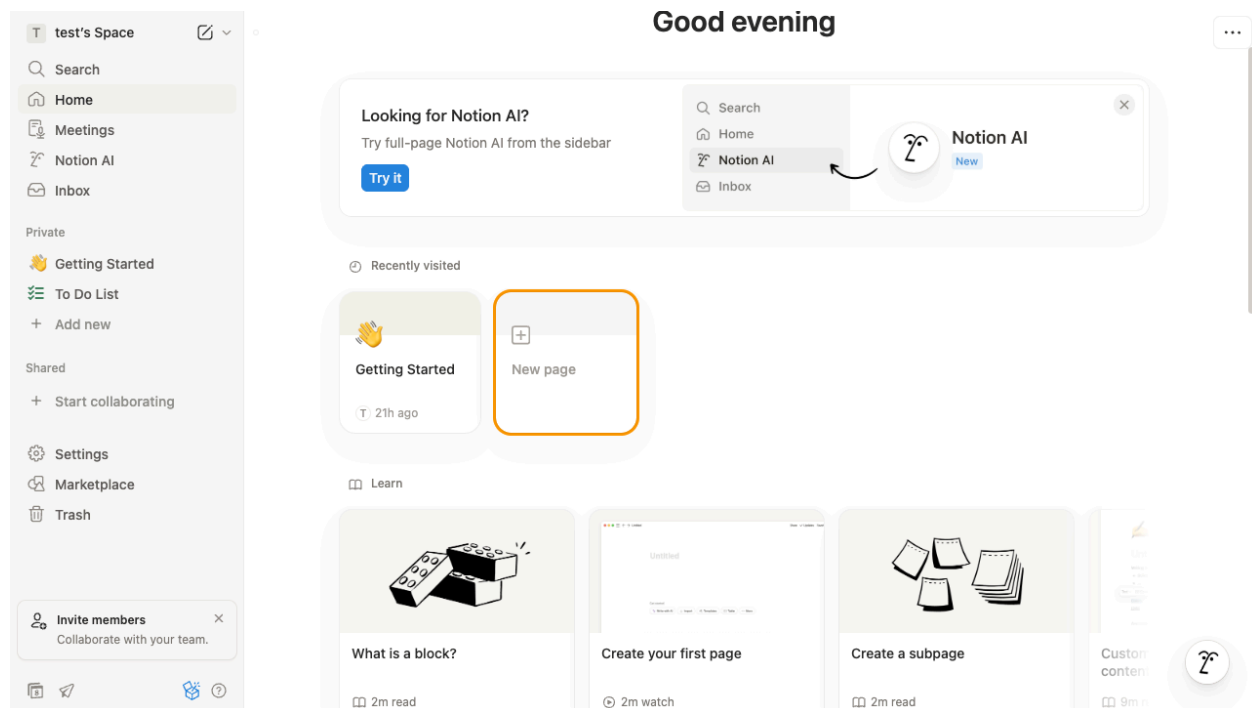 T test's Space
Search
Home
Meetings
Notion AI
Inbox
Private
Getting Started
To Do List
Add new
Shared
Start collaborating
Settings
Marketplace
Trash
Invite members
Collaborate with your team.
Good evening
Looking for Notion AI?
Try full-page Notion AI from the sidebar
Try it
Search
Home
Notion AI
Inbox
Notion AI
New
Recently visited
Getting Started
T 21h ago
New page
Learn
What is a block?
2m read
Untitled
Create your first page
2m watch
Create a subpage
2m read